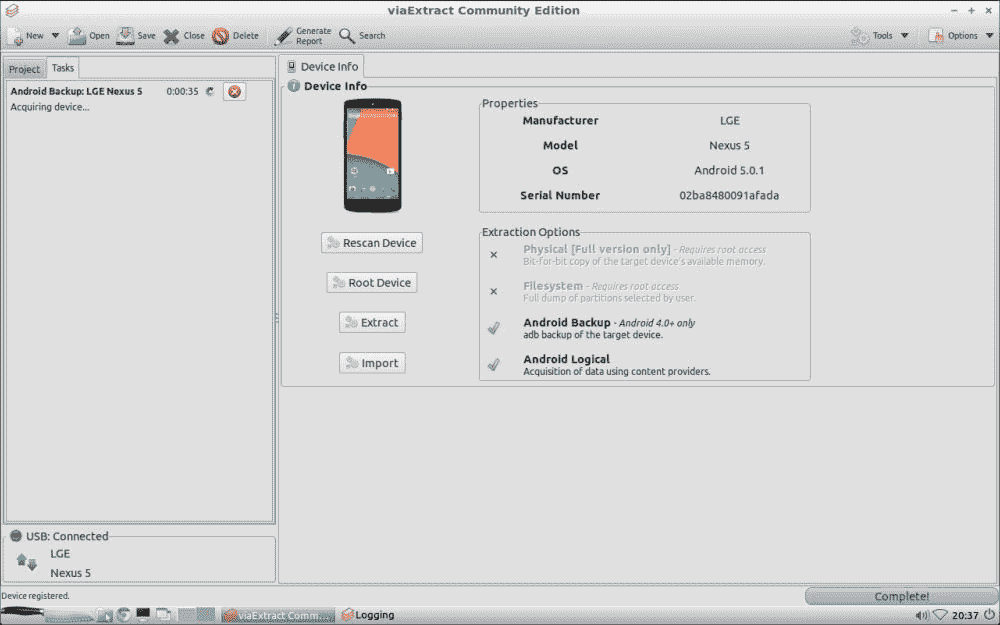 viaExtract Community Edition
New Open Save Close Delete Generate Report Search Tools Options
Project Tasks
Android Backup: LGE Nexus 5 0:00:35
Acquiring device...
Device Info
Device Info
Properties
Manufacturer LGE
Model Nexus 5
OS Android 5.0.1
Serial Number 02ba8480091afada
Rescan Device
Root Device
Extract
Import
Extraction Options
Physical [Full version only] - Requires root access
Bit-for-bit copy of the target device's available memory.
Filesystem - Requires root access
Full dump of partitions selected by user.
Android Backup - Android 4.0+ only
adb backup of the target device.
Android Logical
Acquisition of data using content providers.
USB: Connected
LGE
Nexus 5
Device registered.
Complete!
viaExtract Comm... Logging 20:37